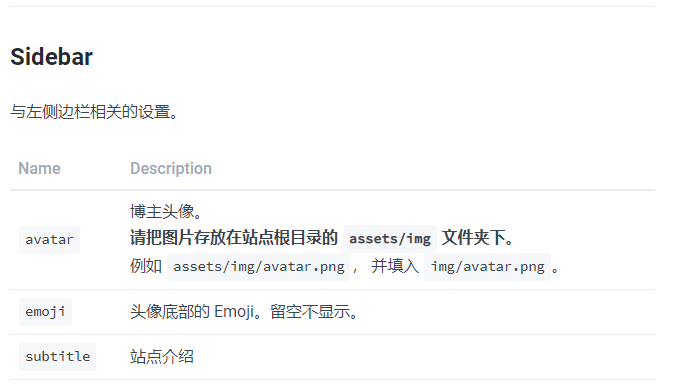 Sidebar
与左侧边栏相关的设置。
Name Description
avatar 博主头像。
请把图片存放在站点根目录的 assets/img 文件夹下。
例如 assets/img/avatar.png ， 并填入 img/avatar.png 。
emoji 头像底部的 Emoji。留空不显示。
subtitle 站点介绍